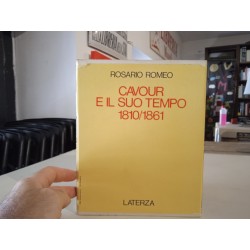 ROSARIO ROMEO
CAVOUR
E IL SUO TEMPO
1810/1861
LATERZA